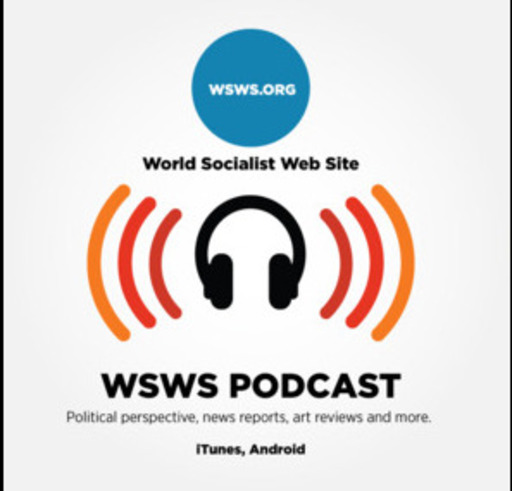 WSWS.ORG
World Socialist Web Site
WSWS PODCAST
Political perspective, news reports, art reviews and more.
iTunes, Android